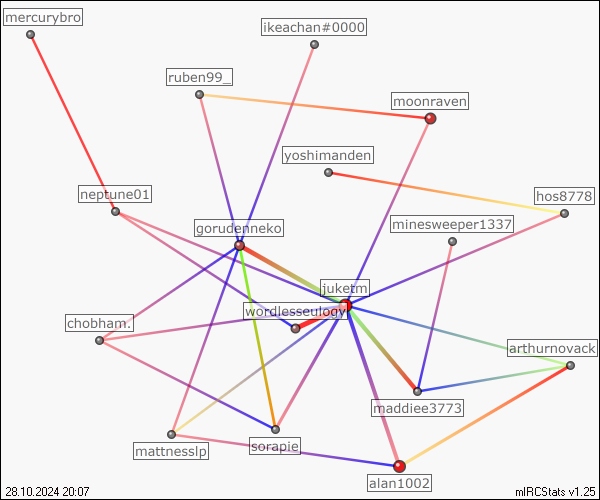 mercurybro
ikeachan#0000
ruben99_
moonraven
yoshimanden
neptune01
hos8778
gorudenneko
minesweeper1337
juketm
wordlesseulogy
chobham.
arthurnovack
maddiee3773
mattnesslp
sorapie
alan1002
28.10.2024 20:07
mIRCStats v1.25